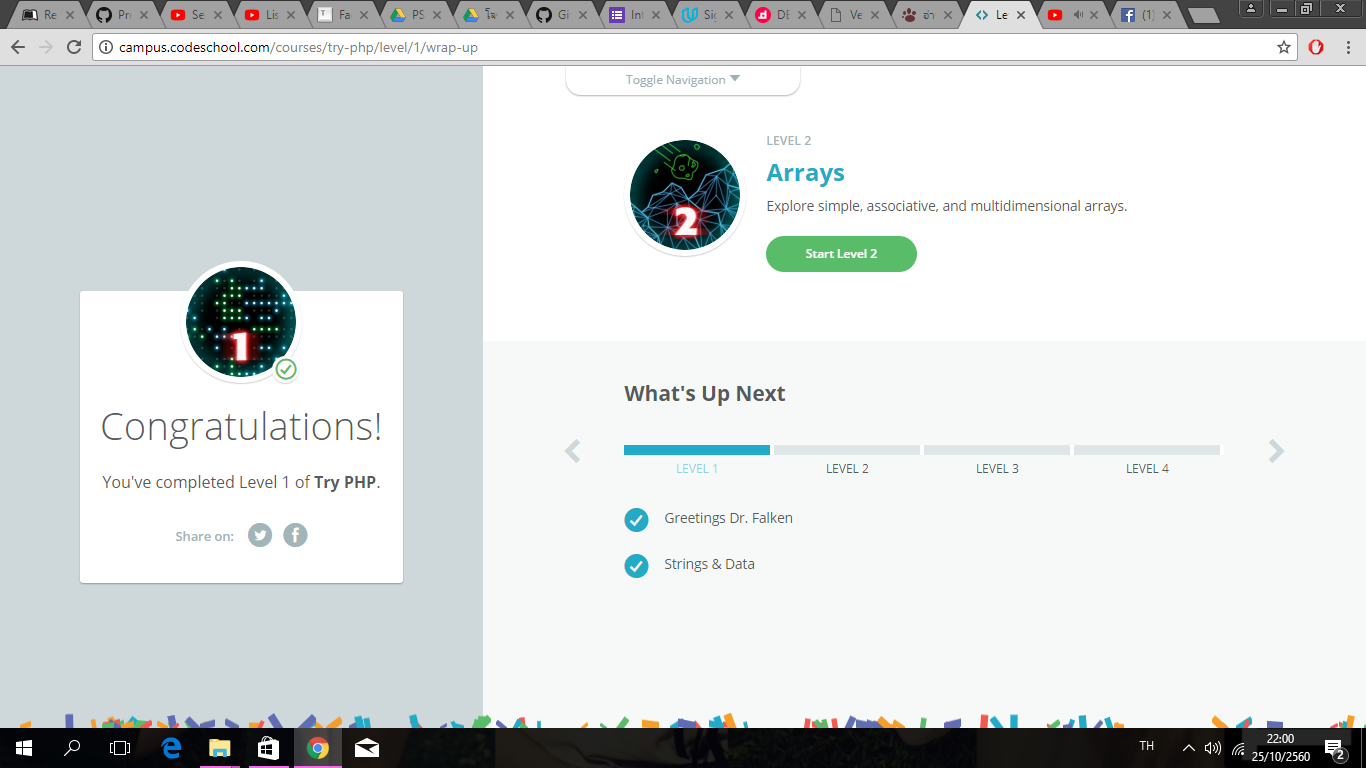 Re
Pr
Se
Lis
T
Fa
PS
โจ
Gi
Int
Sig
d
DE
Ve
อ่า
Le
(1)
campus.codeschool.com/courses/try-php/level/1/wrap-up
Toggle Navigation
LEVEL 2
Arrays
Explore simple, associative, and multidimensional arrays.
2
Start Level 2
1
Congratulations!
You've completed Level 1 of Try PHP.
Share on:
What's Up Next
LEVEL 1 LEVEL 2 LEVEL 3 LEVEL 4
Greetings Dr. Falken
Strings & Data
TH
22:00
25/10/2560
2